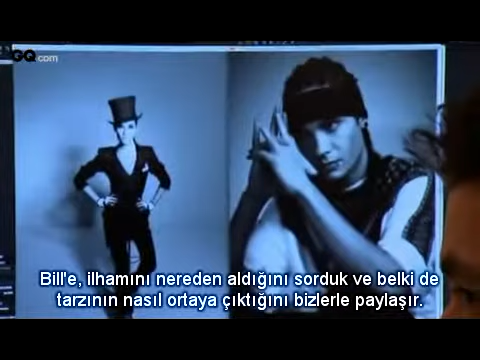 GQ.com
Bill'e, ilhamını nereden aldığını sorduk ve belki de
tarzının nasıl ortaya çıktığını bizlerle paylaşır.